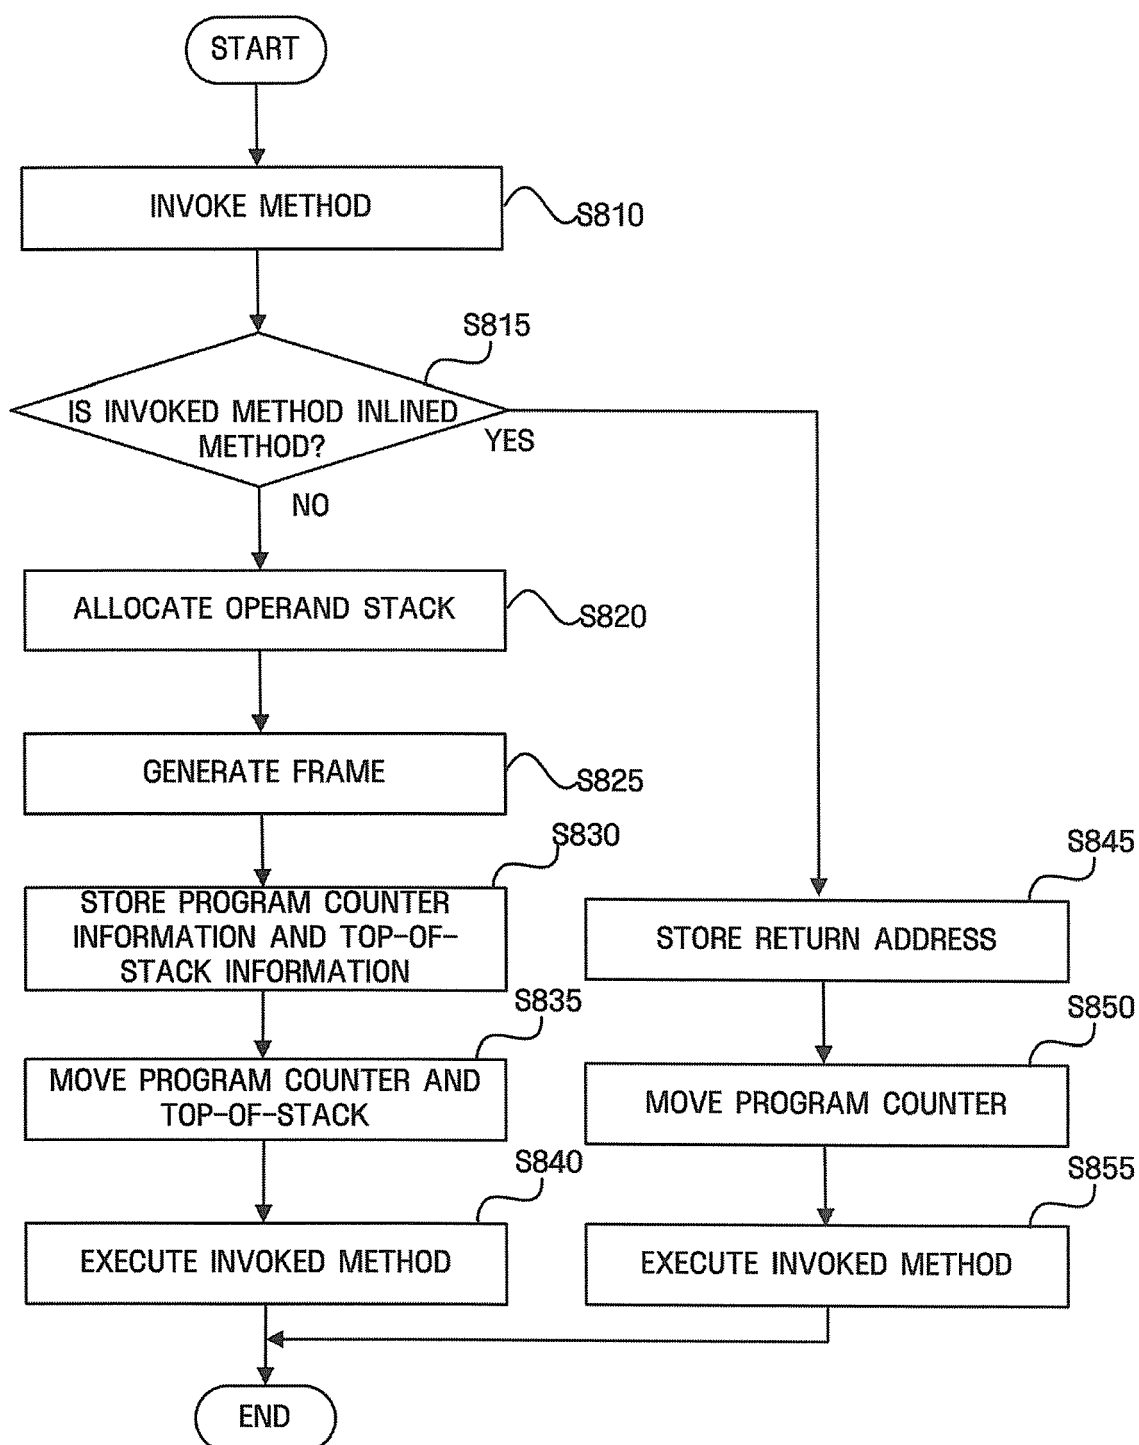 START
INVOKE METHOD
S810
S815
IS INVOKED METHOD INLINED
METHOD?
YES
NO
ALLOCATE OPERAND STACK
S820
GENERATE FRAME
S825
S830
STORE PROGRAM COUNTER
INFORMATION AND TOP-OF-
STACK INFORMATION
S845
STORE RETURN ADDRESS
S835
MOVE PROGRAM COUNTER AND
TOP-OF-STACK
S850
MOVE PROGRAM COUNTER
S840
EXECUTE INVOKED METHOD
S855
EXECUTE INVOKED METHOD
END